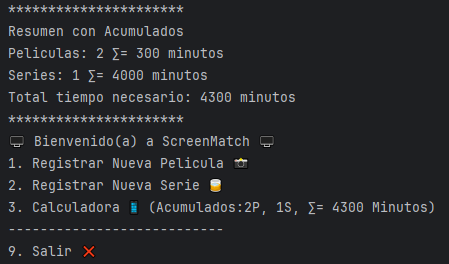 **********************
Resumen con Acumulados
Peliculas: 2 ∑= 300 minutos
Series: 1 ∑= 4000 minutos
Total tiempo necesario: 4300 minutos
**********************
🖥️ Bienvenido(a) a ScreenMatch 🖥️
1. Registrar Nueva Pelicula 📸
2. Registrar Nueva Serie 🥃
3. Calculadora 📱 (Acumulados:2P, 1S, ∑= 4300 Minutos)
---------------------------
9. Salir ❌